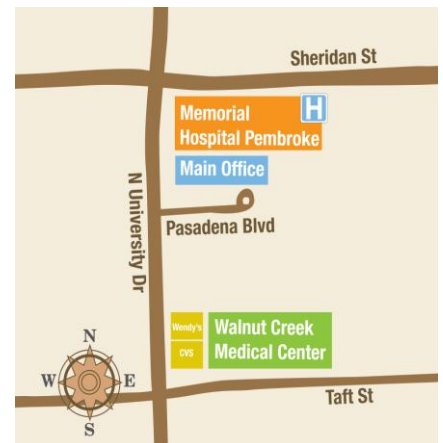 Sheridan St
Memorial H
Hospital Pembroke
Main Office
N University Dr
Pasadena Blvd
Wendy's
CVS
Walnut Creek
Medical Center
Taft St
N
W E
S